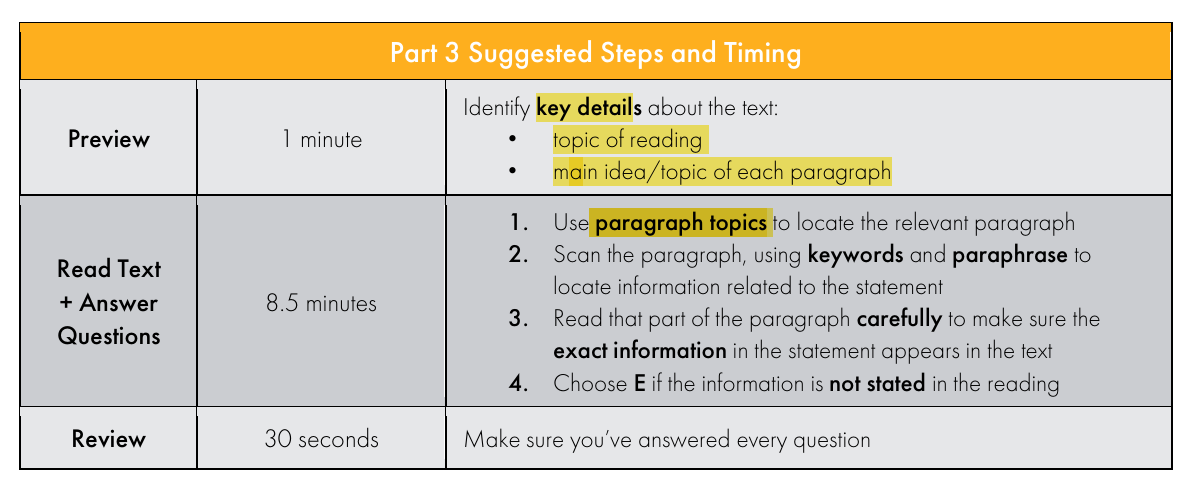 Part 3 Suggested Steps and Timing
Preview
1 minute
Identify key details about the text:
• topic of reading
• main idea/topic of each paragraph
Read Text
+ Answer
Questions
8.5 minutes
1. Use paragraph topics to locate the relevant paragraph
2. Scan the paragraph, using keywords and paraphrase to
locate information related to the statement
3. Read that part of the paragraph carefully to make sure the
exact information in the statement appears in the text
4. Choose E if the information is not stated in the reading
Review
30 seconds
Make sure you’ve answered every question